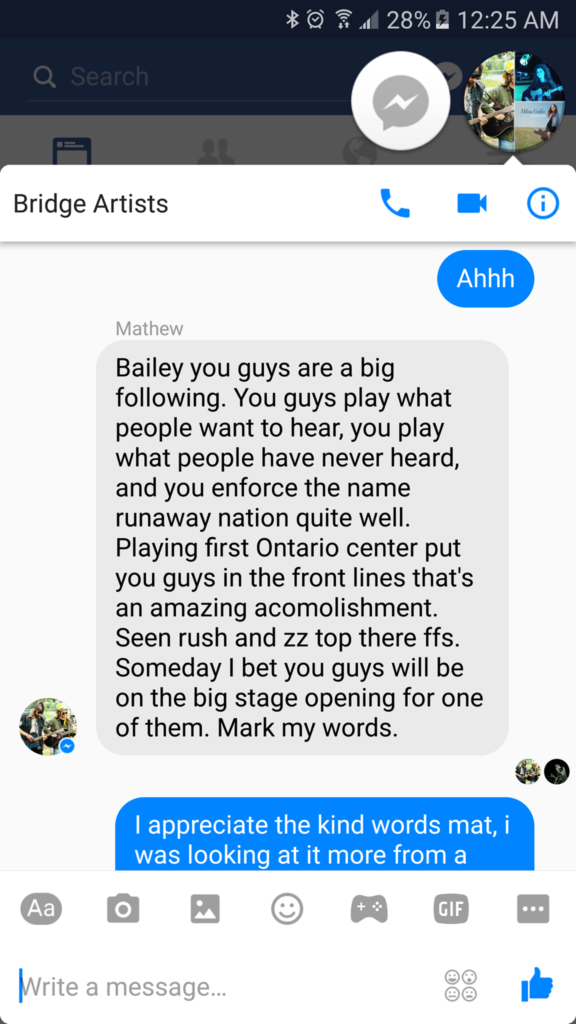 28% 12:25 AM
Search
Bridge Artists
Ahhh
Mathew
Bailey you guys are a big
following. You guys play what
people want to hear, you play
what people have never heard,
and you enforce the name
runaway nation quite well.
Playing first Ontario center put
you guys in the front lines that's
an amazing acomolishment.
Seen rush and zz top there ffs.
Someday I bet you guys will be
on the big stage opening for one
of them. Mark my words.
I appreciate the kind words mat, i
was looking at it more from a
Aa
GIF
Write a message...